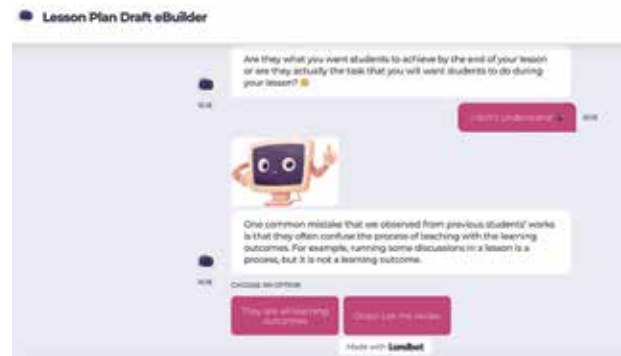 Lesson Plan Draft eBuilder
Are they what you want students to achieve by the end of your lesson
or are they actually the task that you will want students to do during
your lesson?
I don't understand
One common mistake that we observed from previous students' works
is that they often confuse the process of teaching with the learning
outcomes. For example, running some discussions in a lesson is a
process, but it is not a learning outcome.
CHOOSE AN OPTION
They are all learning
outcomes
Oops! Let me review
Made with Landbot